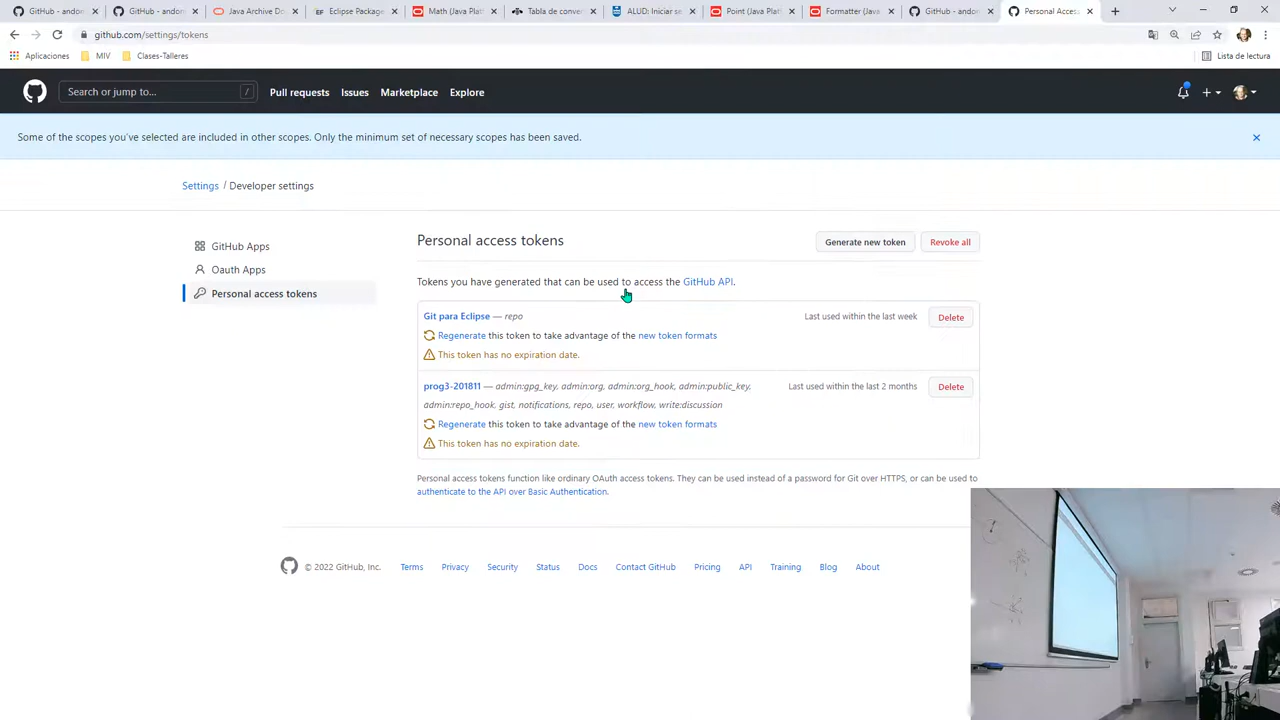 GitHub - andon
GitHub - andon
Java Archive Do
Eclipse Package
Math (Java Platf
Tabla de conver
ALUD: Iniciar se
Point (Java Plat
Formatter (Java
GitHub - andon
Personal Acces
github.com/settings/tokens
Aplicaciones
MIV
Clases-Talleres
Lista de lectura
Search or jump to...
/
Pull requests
Issues
Marketplace
Explore
Some of the scopes you've selected are included in other scopes. Only the minimum set of necessary scopes has been saved.
Settings / Developer settings
GitHub Apps
Oauth Apps
Personal access tokens
Personal access tokens
Generate new token
Revoke all
Tokens you have generated that can be used to access the GitHub API.
Git para Eclipse — repo
Last used within the last week
Delete
Regenerate this token to take advantage of the new token formats
This token has no expiration date.
prog3-201811 — admin:gpg_key, admin:org, admin:org_hook, admin:public_key,
admin:repo_hook, gist, notifications, repo, user, workflow, write:discussion
Last used within the last 2 months
Delete
Regenerate this token to take advantage of the new token formats
This token has no expiration date.
Personal access tokens function like ordinary OAuth access tokens. They can be used instead of a password for Git over HTTPS, or can be used to
authenticate to the API over Basic Authentication.
© 2022 GitHub, Inc.
Terms
Privacy
Security
Status
Docs
Contact GitHub
Pricing
API
Training
Blog
About